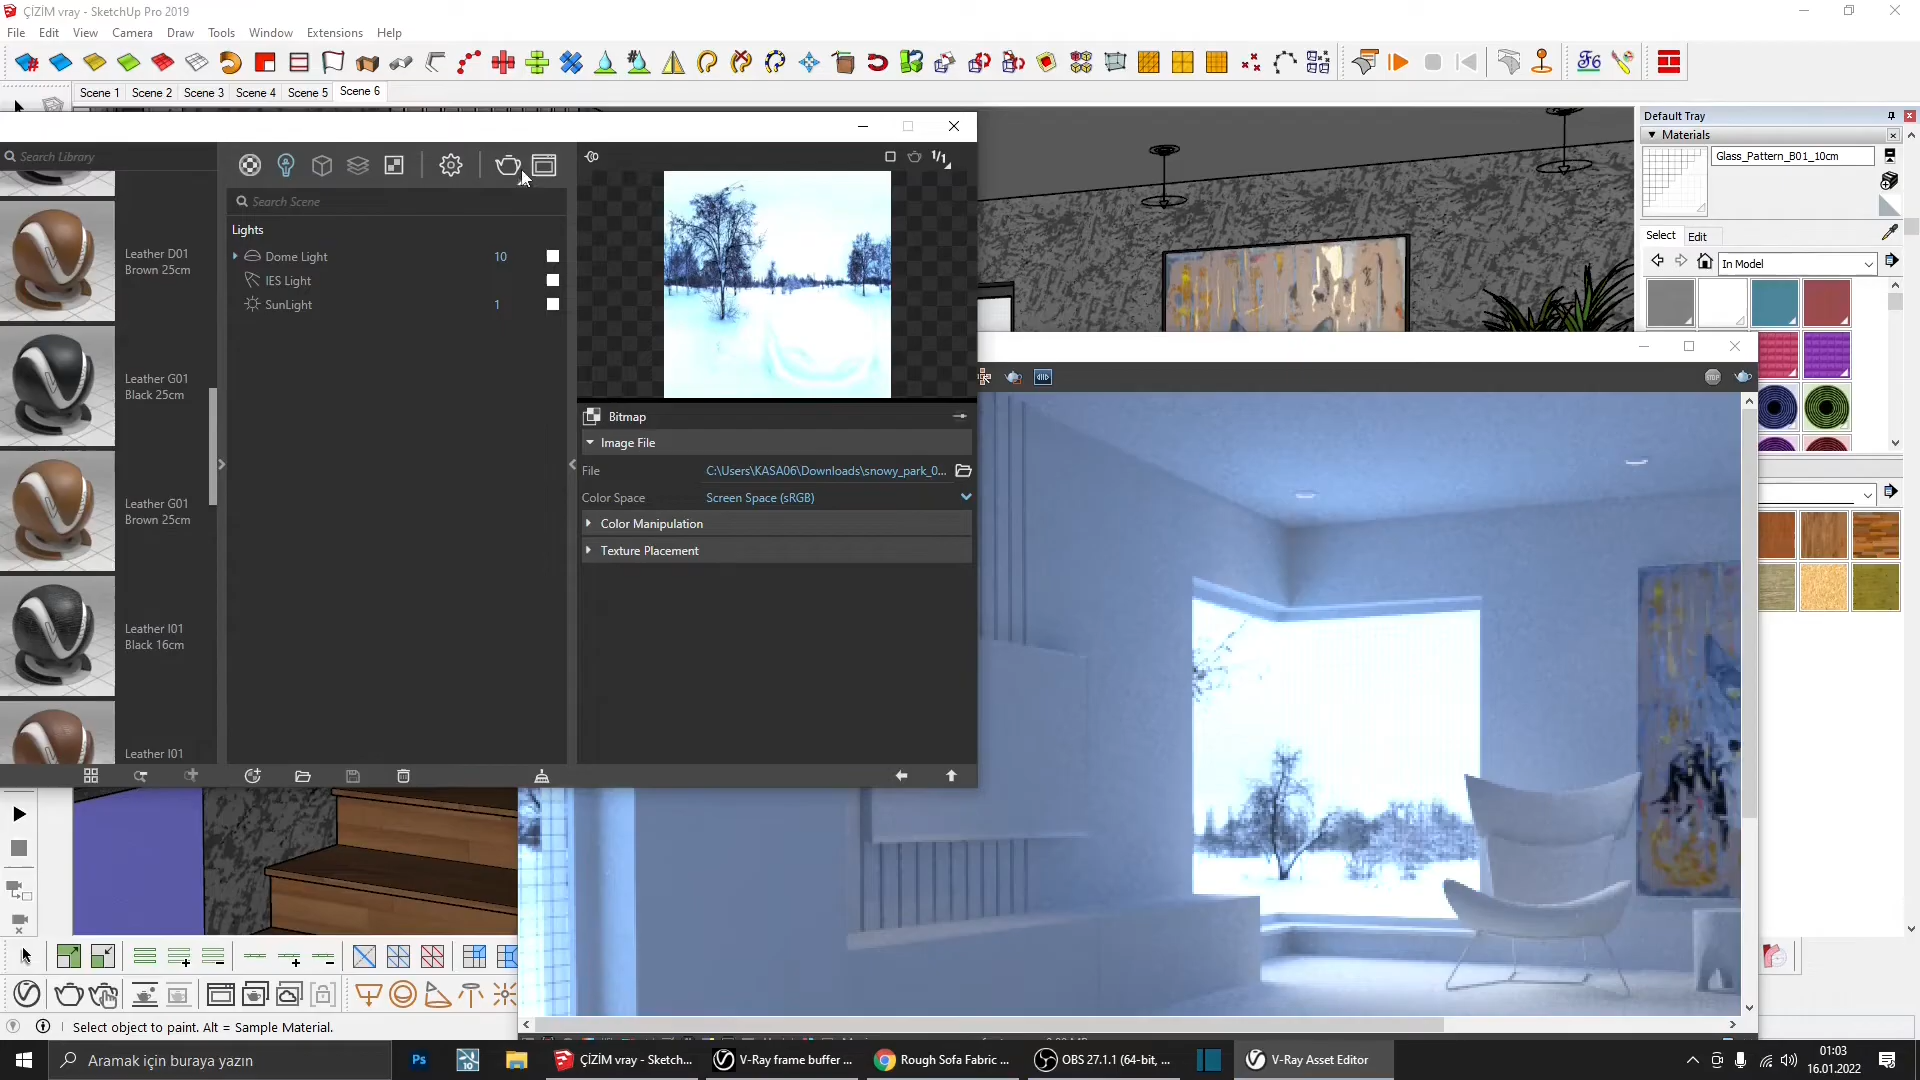 ÇİZİM vray - SketchUp Pro 2019
File Edit View Camera Draw Tools Window Extensions Help
Scene 1 Scene 2 Scene 3 Scene 4 Scene 5 Scene 6
Default Tray
Materials
Glass_Pattern_B01_10cm
Select Edit
In Model
Search Library
Leather D01
Brown 25cm
Leather G01
Black 25cm
Leather G01
Brown 25cm
Leather I01
Black 16cm
Leather I01
Search Scene
Lights
Dome Light 10
IES Light
SunLight 1
1/1
Bitmap
Image File
File C:\Users\KASA06\Downloads\snowy_park_0...
Color Space Screen Space (sRGB)
Color Manipulation
Texture Placement
STOP
F6
Select object to paint. Alt = Sample Material.
Aramak için buraya yazın
Ps
10
ÇİZİM vray - Sketch...
V-Ray frame buffer ...
Rough Sofa Fabric ...
OBS 27.1.1 (64-bit, ...
V-Ray Asset Editor
01:03
16.01.2022